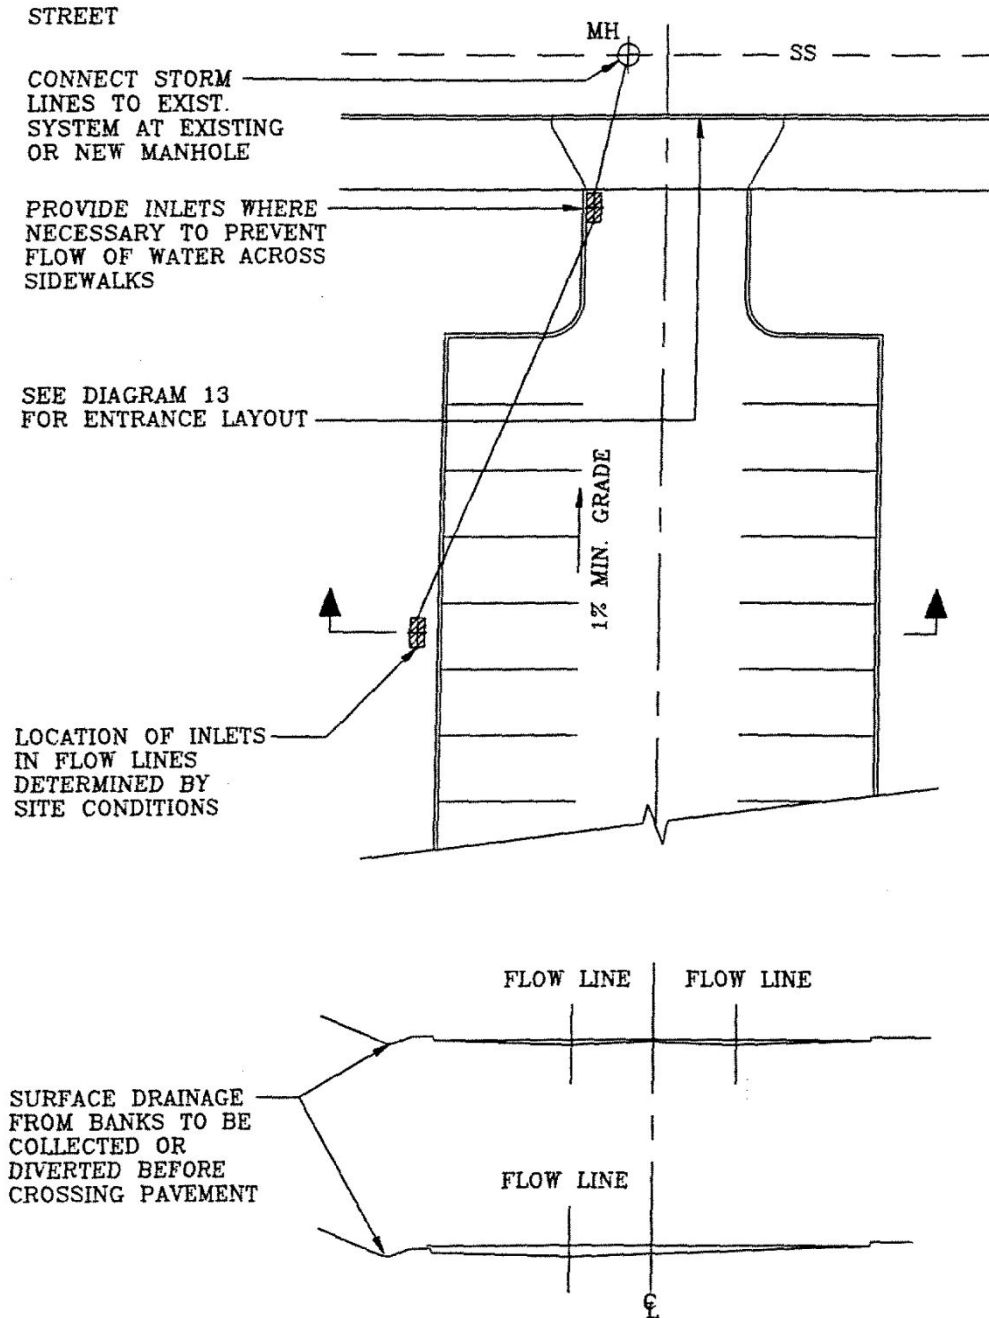 STREET
MH
SS
CONNECT STORM
LINES TO EXIST.
SYSTEM AT EXISTING
OR NEW MANHOLE
PROVIDE INLETS WHERE
NECESSARY TO PREVENT
FLOW OF WATER ACROSS
SIDEWALKS
SEE DIAGRAM 13
FOR ENTRANCE LAYOUT
1% MIN. GRADE
LOCATION OF INLETS
IN FLOW LINES
DETERMINED BY
SITE CONDITIONS
FLOW LINE
FLOW LINE
SURFACE DRAINAGE
FROM BANKS TO BE
COLLECTED OR
DIVERTED BEFORE
CROSSING PAVEMENT
FLOW LINE
℄